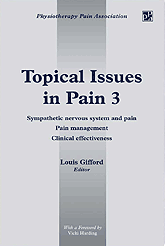 Physiotherapy Pain Association
Topical Issues
in Pain 3
Sympathetic nervous system and pain
Pain management
Clinical effectiveness
Louis Gifford
Editor
With a Foreword by
Vicki Harding